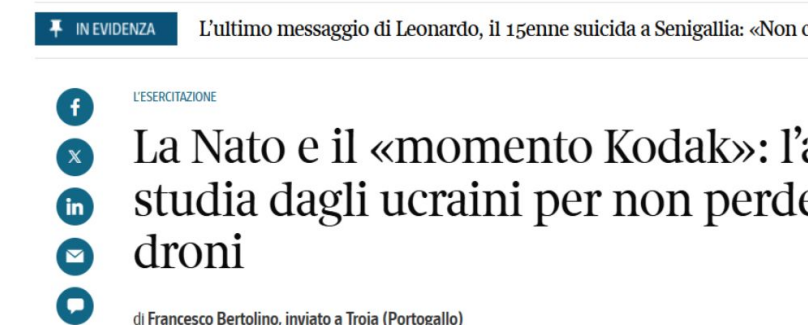 IN EVIDENZA
L'ultimo messaggio di Leonardo, il 15enne suicida a Senigallia: «Non
L'ESERCITAZIONE
La Nato e il «momento Kodak»: l'a
studia dagli ucraini per non perde
droni
di Francesco Bertolino, inviato a Troia (Portogallo)